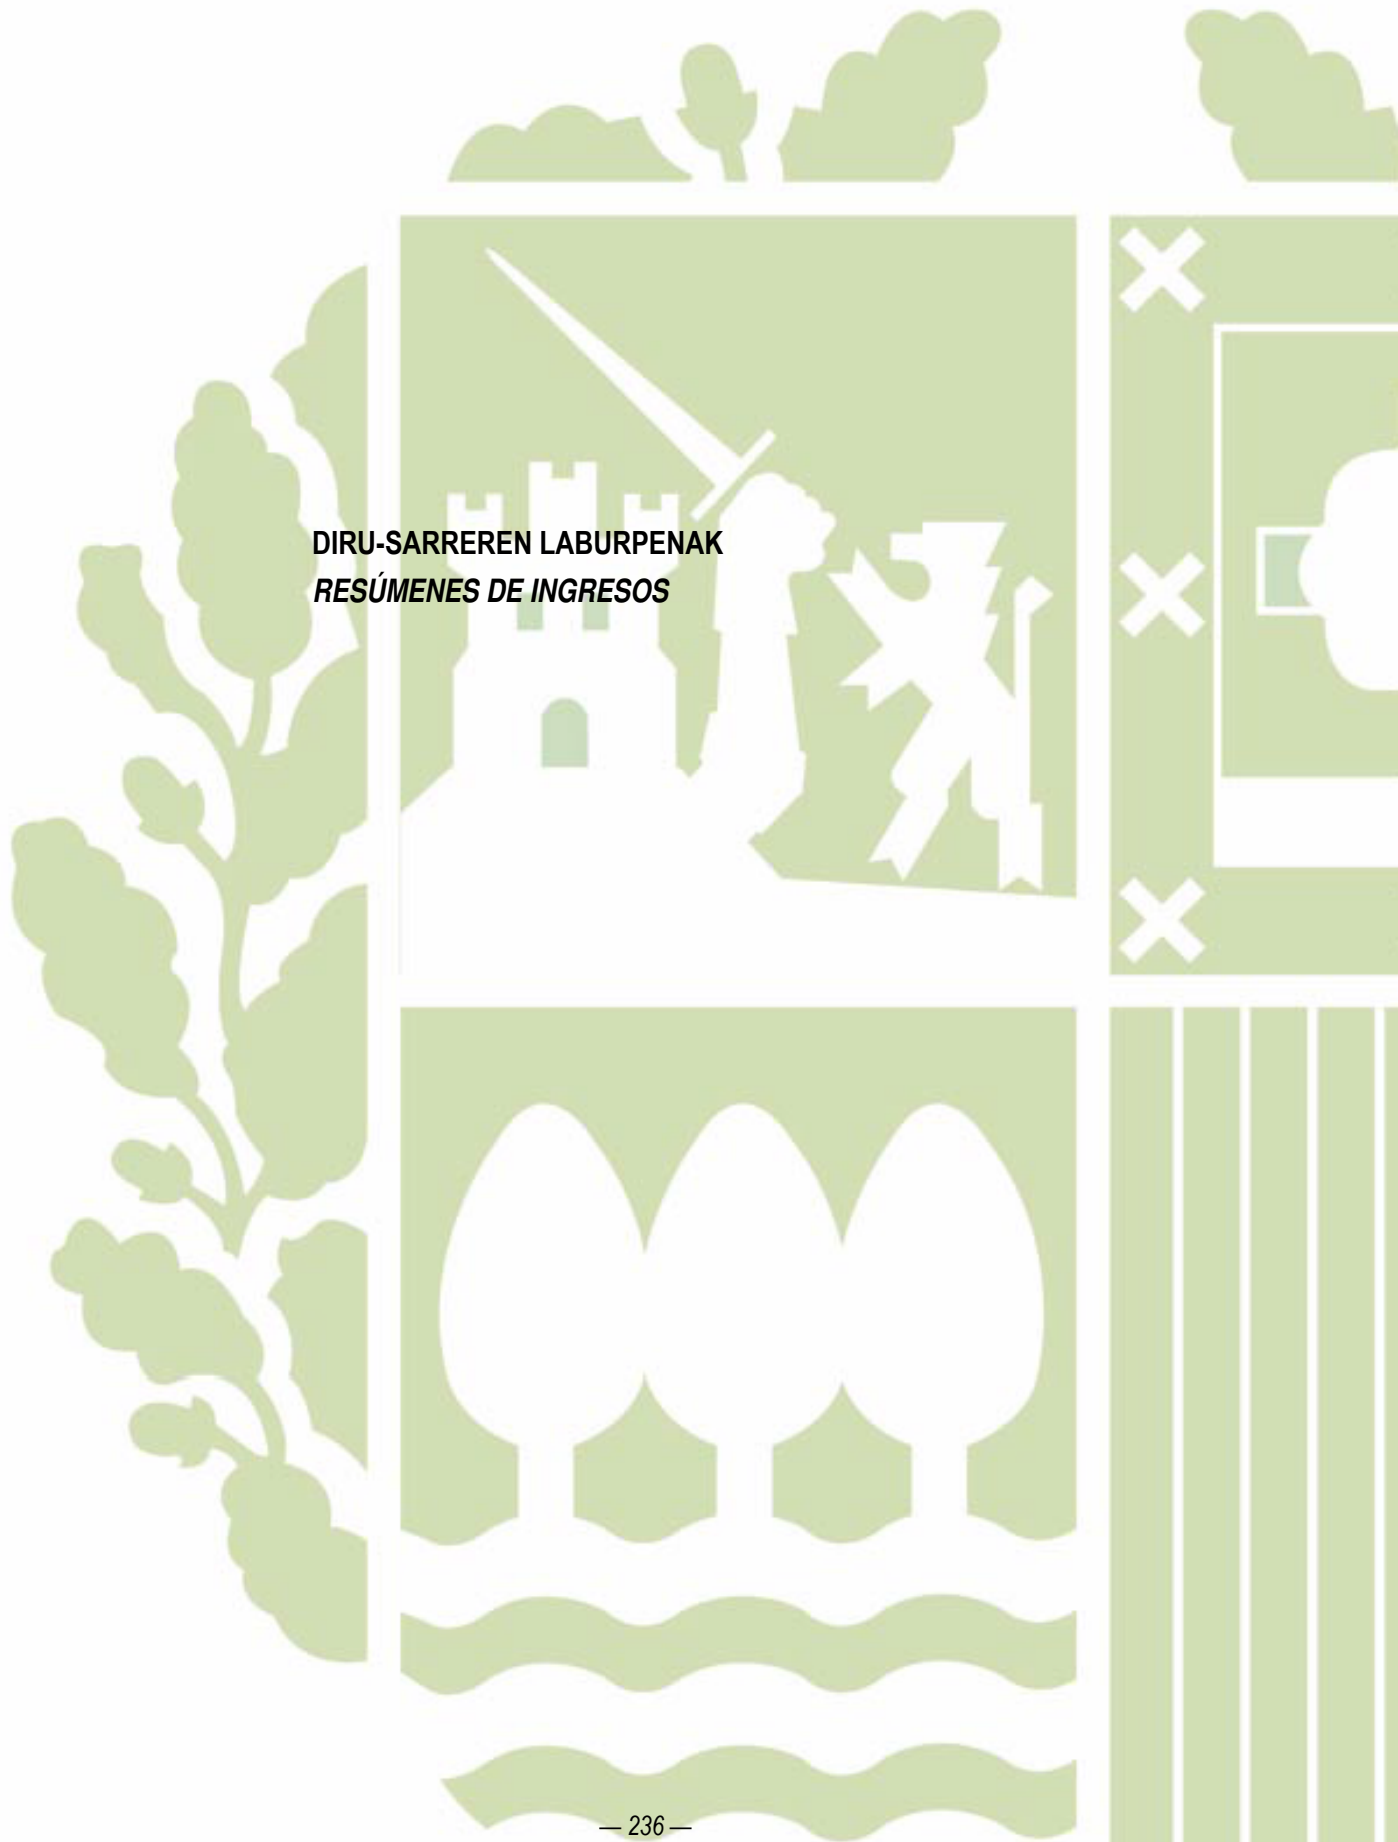 DIRU-SARREREN LABURPENAK
RESÚMENES DE INGRESOS
— 236 —